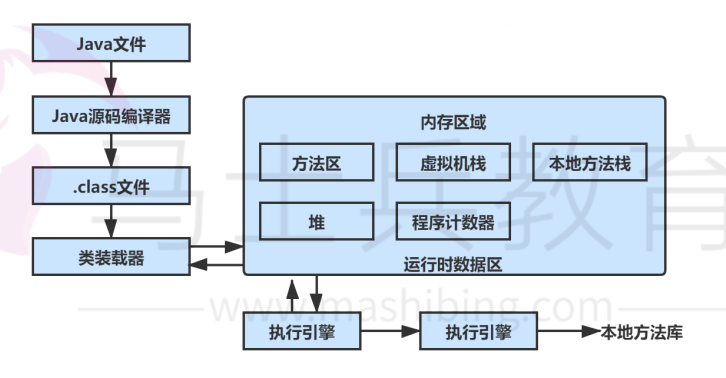 Java文件
Java源码编译器
.class文件
类装载器
内存区域
方法区
虚拟机栈
本地方法栈
堆
程序计数器
运行时数据区
执行引擎
执行引擎
本地方法库
马士兵教育
www.mashibing.com